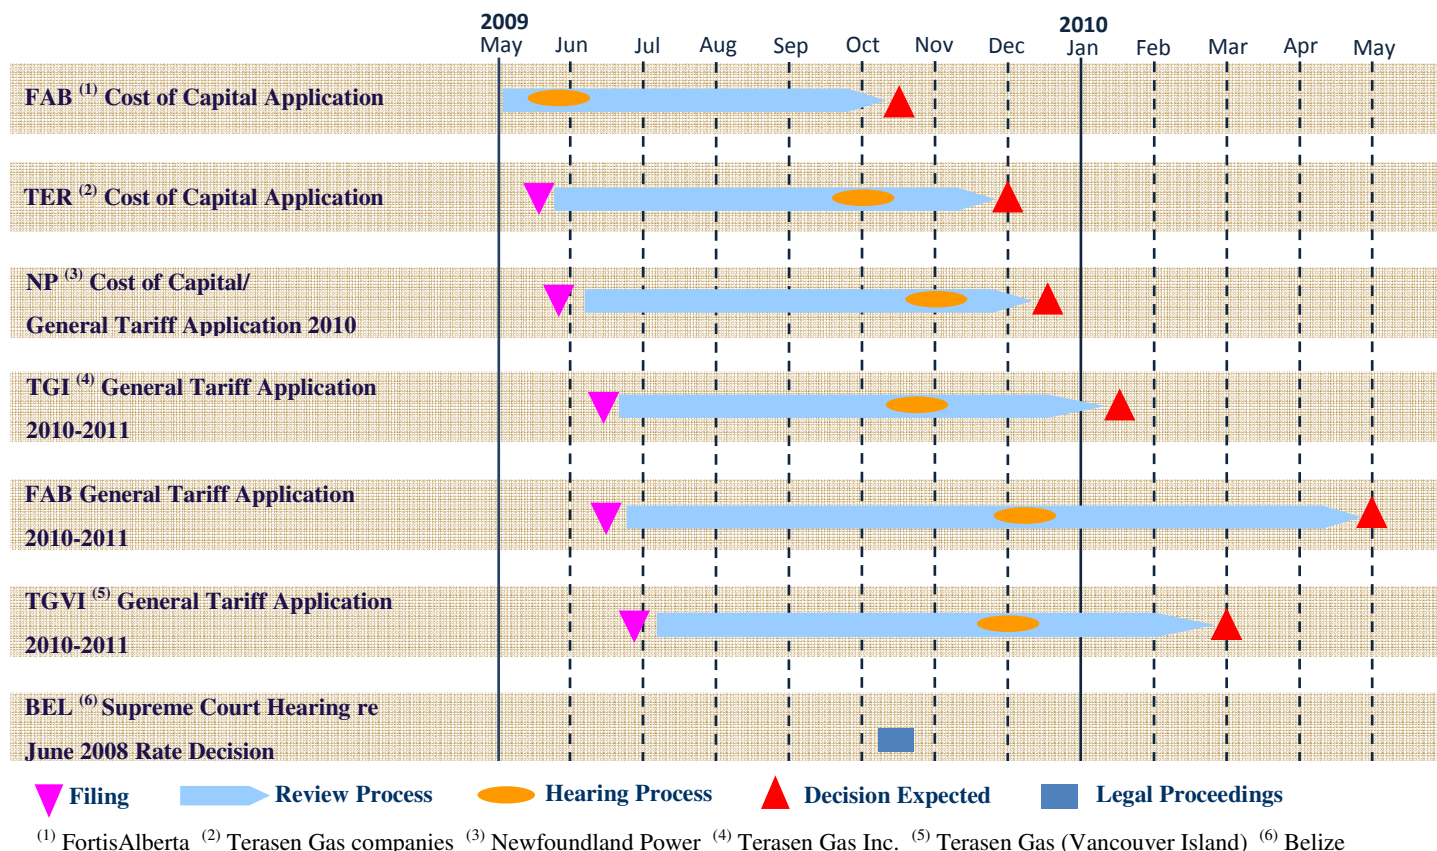 2009 2010
May Jun Jul Aug Sep Oct Nov Dec Jan Feb Mar Apr May
FAB (1) Cost of Capital Application
TER (2) Cost of Capital Application
NP (3) Cost of Capital/
General Tariff Application 2010
TGI (4) General Tariff Application
2010-2011
FAB General Tariff Application
2010-2011
TGVI (5) General Tariff Application
2010-2011
BEL (6) Supreme Court Hearing re
June 2008 Rate Decision
Filing Review Process Hearing Process Decision Expected Legal Proceedings
(1) FortisAlberta (2) Terasen Gas companies (3) Newfoundland Power (4) Terasen Gas Inc. (5) Terasen Gas (Vancouver Island) (6) Belize